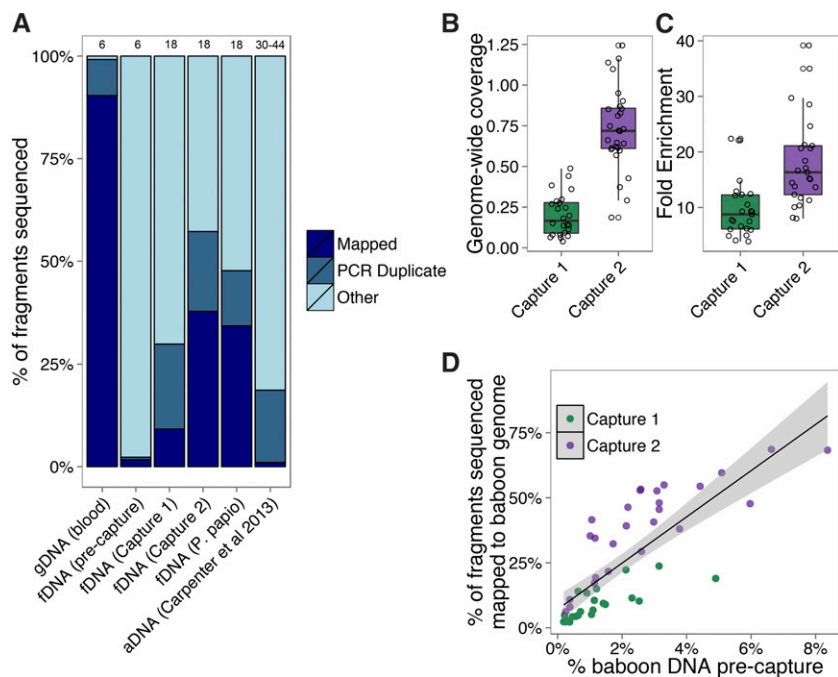 A
6 6 18 18 18 30-44
100%
75%
50%
25%
0%
% of fragments sequenced
gDNA (blood)
fDNA (pre-capture)
fDNA (Capture 1)
fDNA (Capture 2)
fDNA (P. papio)
aDNA (Carpenter et al 2013)
Mapped
PCR Duplicate
Other
B
Genome-wide coverage
1.25
1.00
0.75
0.50
0.25
0.00
Capture 1
Capture 2
C
Fold Enrichment
40
30
20
10
Capture 1
Capture 2
D
% of fragments sequenced
mapped to baboon genome
75%
50%
25%
0%
Capture 1
Capture 2
0% 2% 4% 6% 8%
% baboon DNA pre-capture